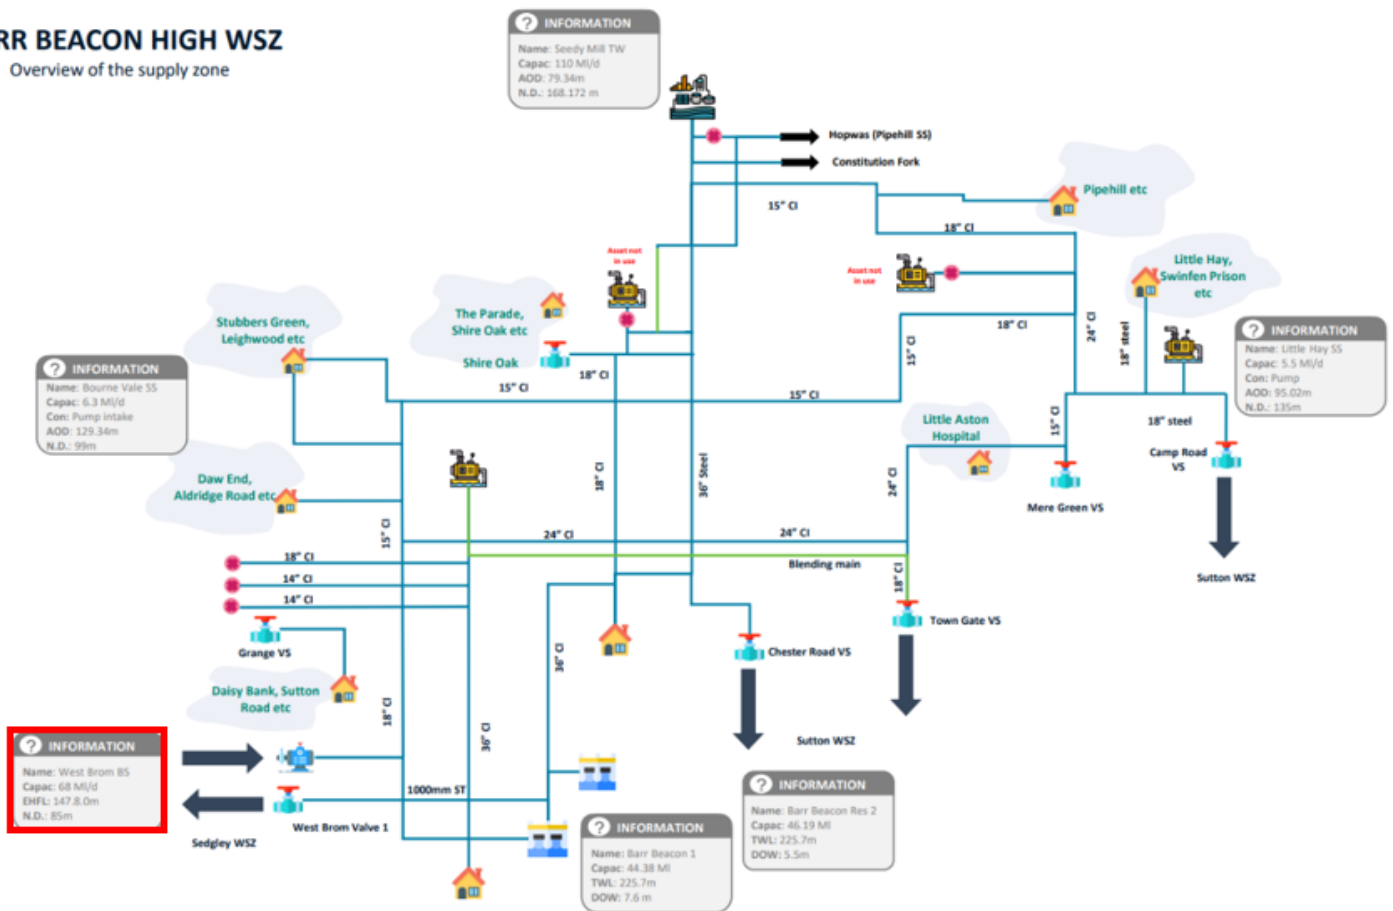 RR BEACON HIGH WSZ
Overview of the supply zone
? INFORMATION
Name: Seedy Mill TW
Capac: 110 Ml/d
AOD: 79.34m
N.D.: 168.172 m
Hopwas (Pipehill SS)
Constitution Fork
Pipehill etc
15" CI
18" CI
Asset not
in use
Asset not
in use
Little Hay,
Swinfen Prison
etc
The Parade,
Shire Oak etc
Shire Oak
Stubbers Green,
Leighwood etc
18" CI
24" CI
18" steel
15" CI
? INFORMATION
Name: Little Hay SS
Capac: 5.5 Ml/d
Con: Pump
AOD: 95.02m
N.D.: 135m
? INFORMATION
Name: Bourne Vale SS
Capac: 6.3 Ml/d
Con: Pump intake
AOD: 129.34m
N.D.: 99m
18" CI
15" CI
15" CI
18" steel
15" CI
Little Aston
Hospital
Camp Road
VS
Daw End,
Aldridge Road etc
18" CI
36" Steel
24" CI
Mere Green VS
15" CI
24" CI
24" CI
18" CI
14" CI
14" CI
Blending main
18" CI
Sutton WSZ
Town Gate VS
Grange VS
36" CI
Chester Road VS
Daisy Bank, Sutton
Road etc
18" CI
36" CI
Sutton WSZ
? INFORMATION
Name: West Brom BS
Capac: 68 Ml/d
EHFL: 147.8.0m
N.D.: 85m
1000mm ST
West Brom Valve 1
Sedgley WSZ
? INFORMATION
Name: Barr Beacon Res 2
Capac: 46.19 Ml
TWL: 225.7m
DOW: 5.5m
? INFORMATION
Name: Barr Beacon 1
Capac: 44.38 Ml
TWL: 225.7m
DOW: 7.6 m